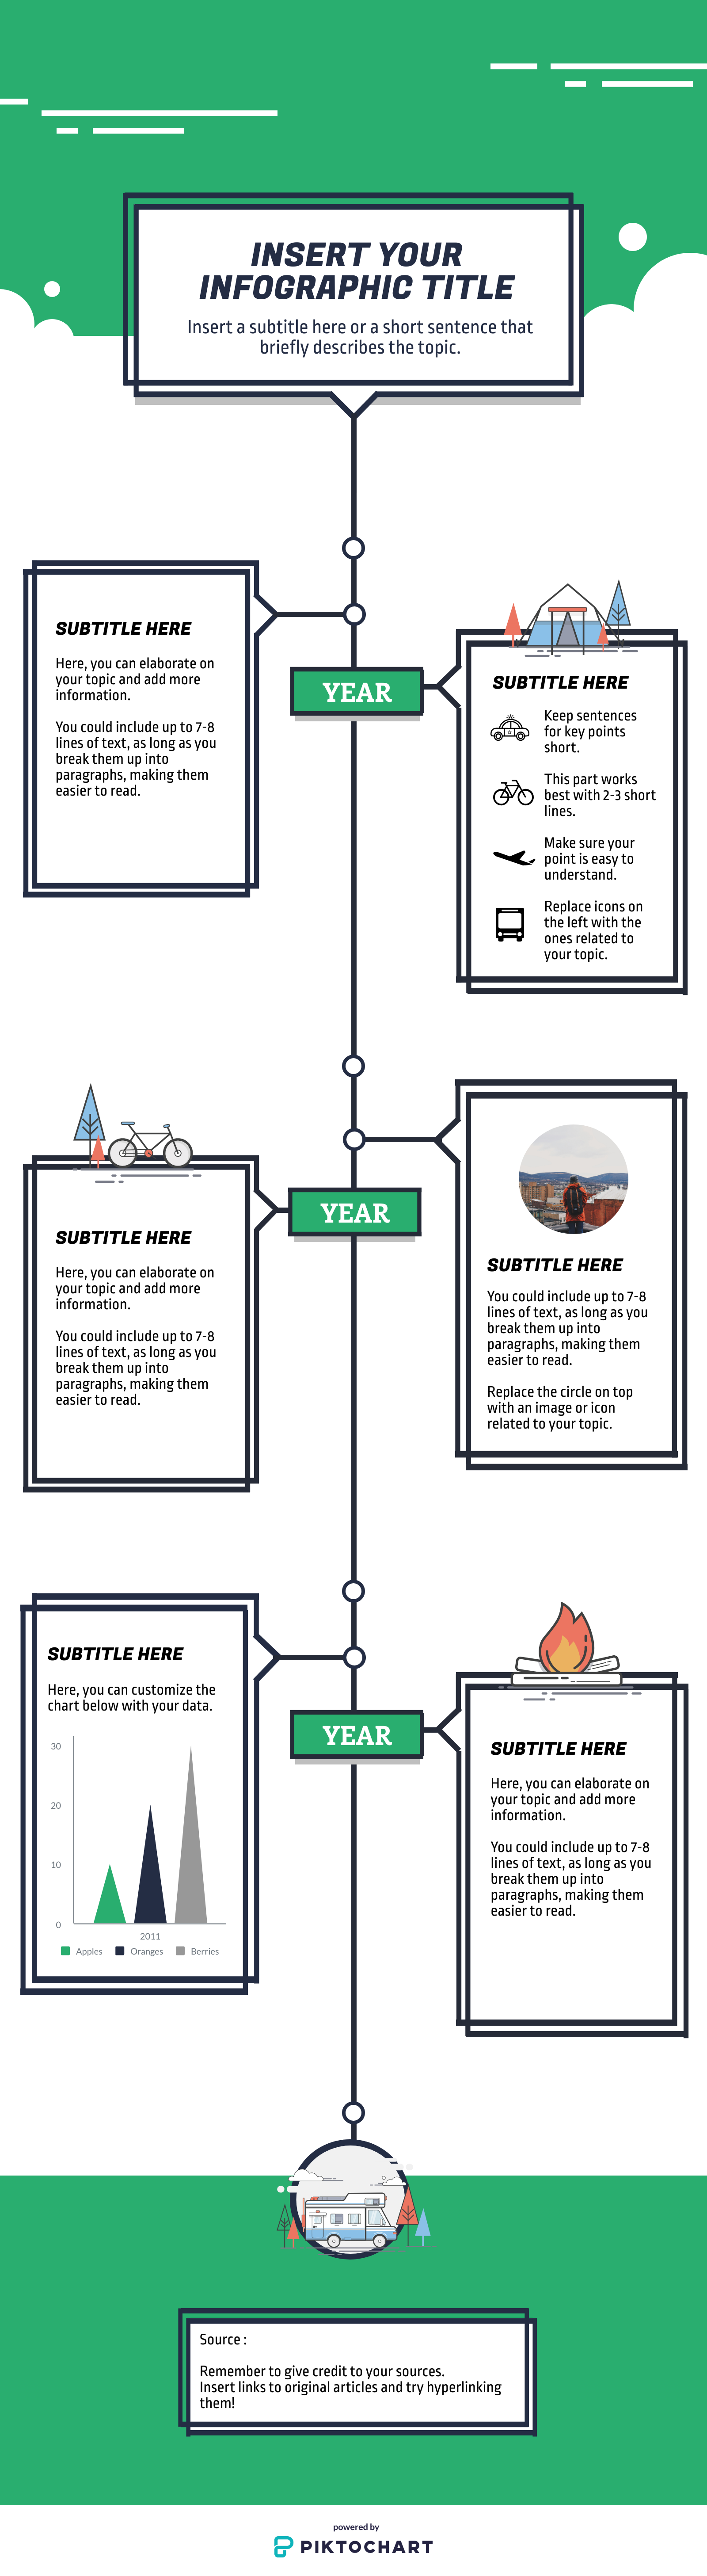 INSERT YOUR
INFOGRAPHIC TITLE
Insert a subtitle here or a short sentence that
briefly describes the topic.
SUBTITLE HERE
Here, you can elaborate on
your topic and add more
information.
You could include up to 7-8
lines of text, as long as you
break them up into
paragraphs, making them
easier to read.
YEAR
SUBTITLE HERE
Keep sentences
for key points
short.
This part works
best with 2-3 short
lines.
Make sure your
point is easy to
understand.
Replace icons on
the left with the
ones related to
your topic.
SUBTITLE HERE
Here, you can elaborate on
your topic and add more
information.
You could include up to 7-8
lines of text, as long as you
break them up into
paragraphs, making them
easier to read.
YEAR
SUBTITLE HERE
You could include up to 7-8
lines of text, as long as you
break them up into
paragraphs, making them
easier to read.
Replace the circle on top
with an image or icon
related to your topic.
SUBTITLE HERE
Here, you can customize the
chart below with your data.
30
20
10
0
2011
Apples Oranges Berries
YEAR
SUBTITLE HERE
Here, you can elaborate on
your topic and add more
information.
You could include up to 7-8
lines of text, as long as you
break them up into
paragraphs, making them
easier to read.
Source :
Remember to give credit to your sources.
Insert links to original articles and try hyperlinking
them!
powered by
PIKTOCHART